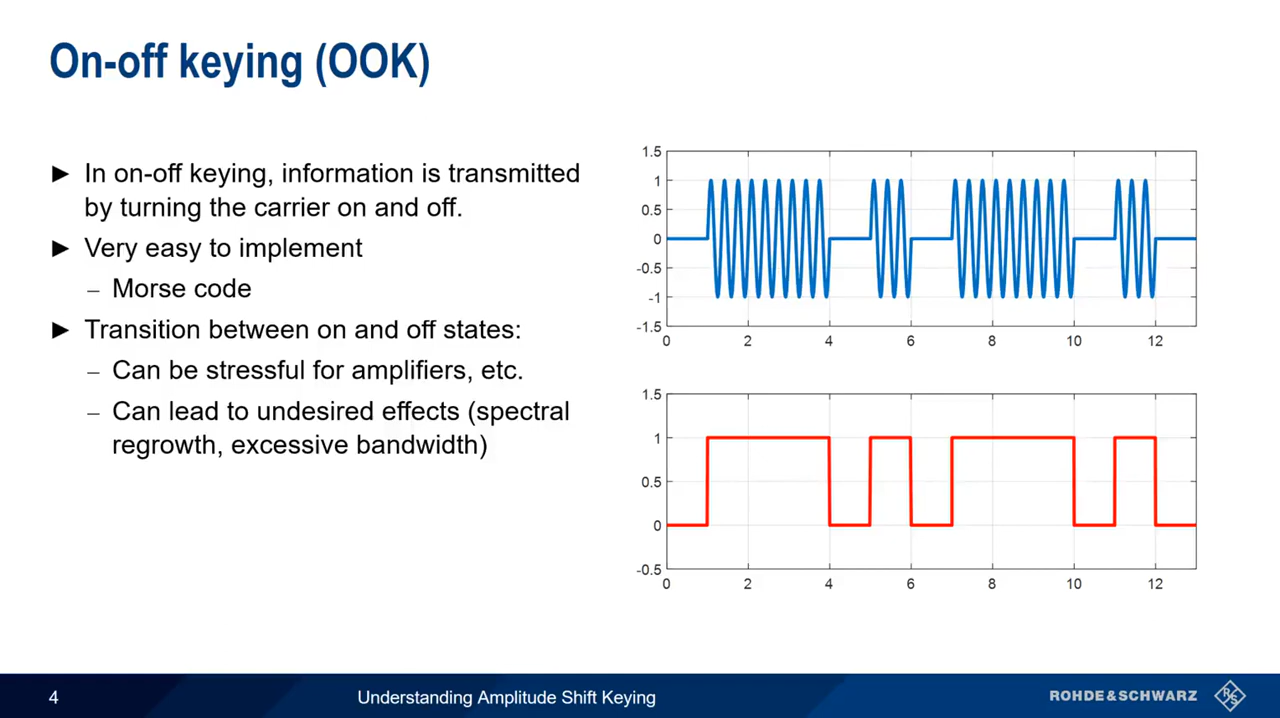 On-off keying (OOK)
► In on-off keying, information is transmitted
by turning the carrier on and off.
► Very easy to implement
– Morse code
► Transition between on and off states:
– Can be stressful for amplifiers, etc.
– Can lead to undesired effects (spectral
regrowth, excessive bandwidth)
1.5
1
0.5
0
-0.5
-1
-1.5
0 2 4 6 8 10 12
1.5
1
0.5
0
-0.5
0 2 4 6 8 10 12
4 Understanding Amplitude Shift Keying ROHDE & SCHWARZ R S